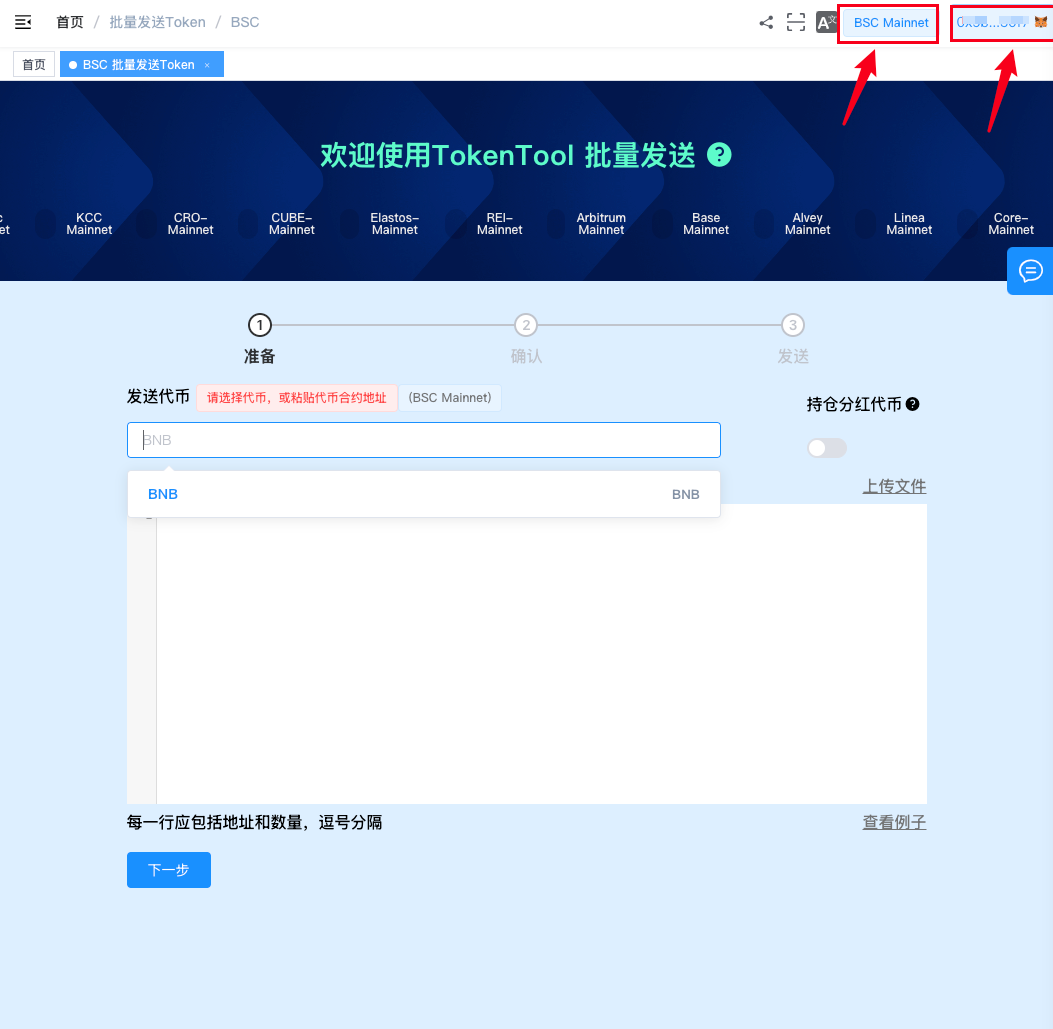 首页 / 批量发送Token / BSC
A文
BSC Mainnet
首页
BSC 批量发送Token ×
欢迎使用TokenTool 批量发送 ?
KCC Mainnet
CRO-Mainnet
CUBE-Mainnet
Elastos-Mainnet
REI-Mainnet
Arbitrum Mainnet
Base Mainnet
Alvey Mainnet
Linea Mainnet
Core-Mainnet
1
2
3
准备
确认
发送
发送代币 请选择代币，或粘贴代币合约地址 (BSC Mainnet)
持仓分红代币 ?
BNB
BNB BNB
上传文件
每一行应包括地址和数量，逗号分隔
查看例子
下一步